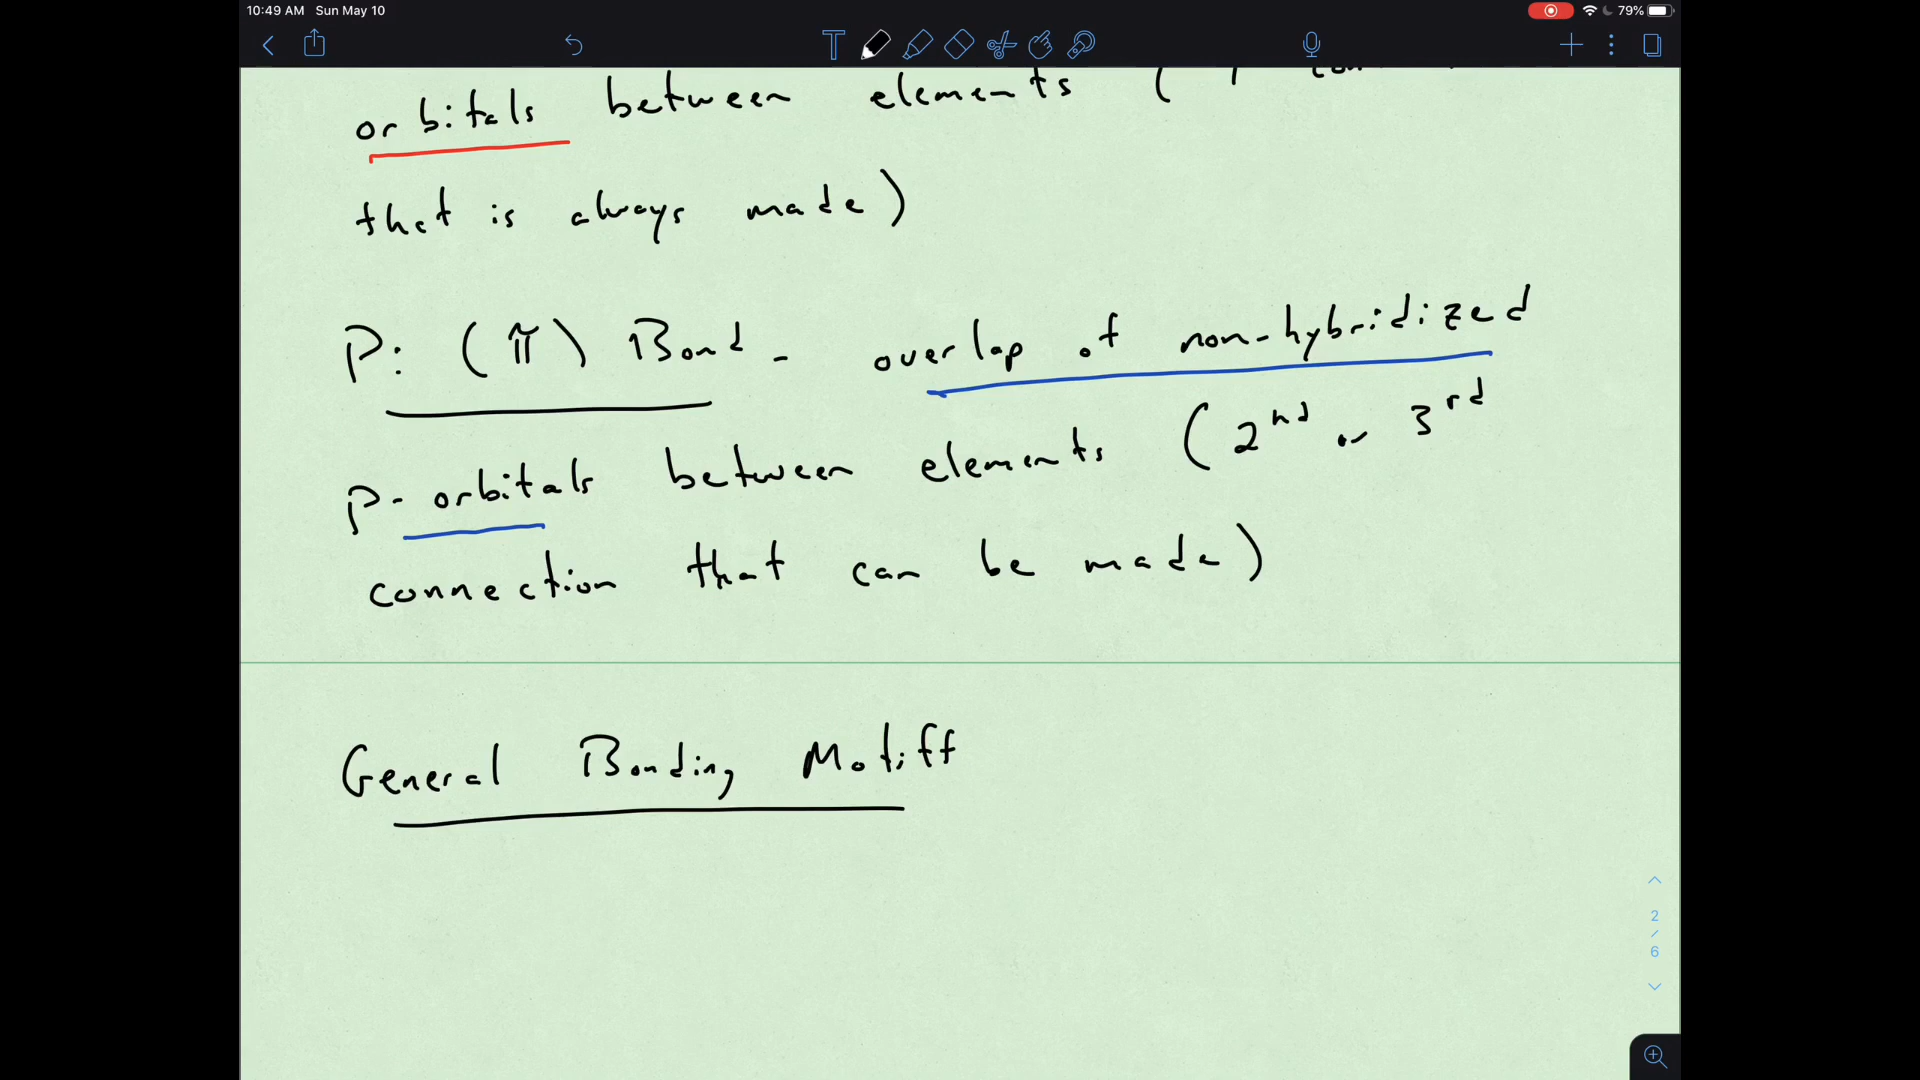 10:49 AM Sun May 10
79%
T
orbitals between elements (
that is always made)
P: (π) Bond - overlap of non-hybridized
p-orbitals between elements (2nd or 3rd
connection that can be made)
General Bonding Motiff
2
/
6